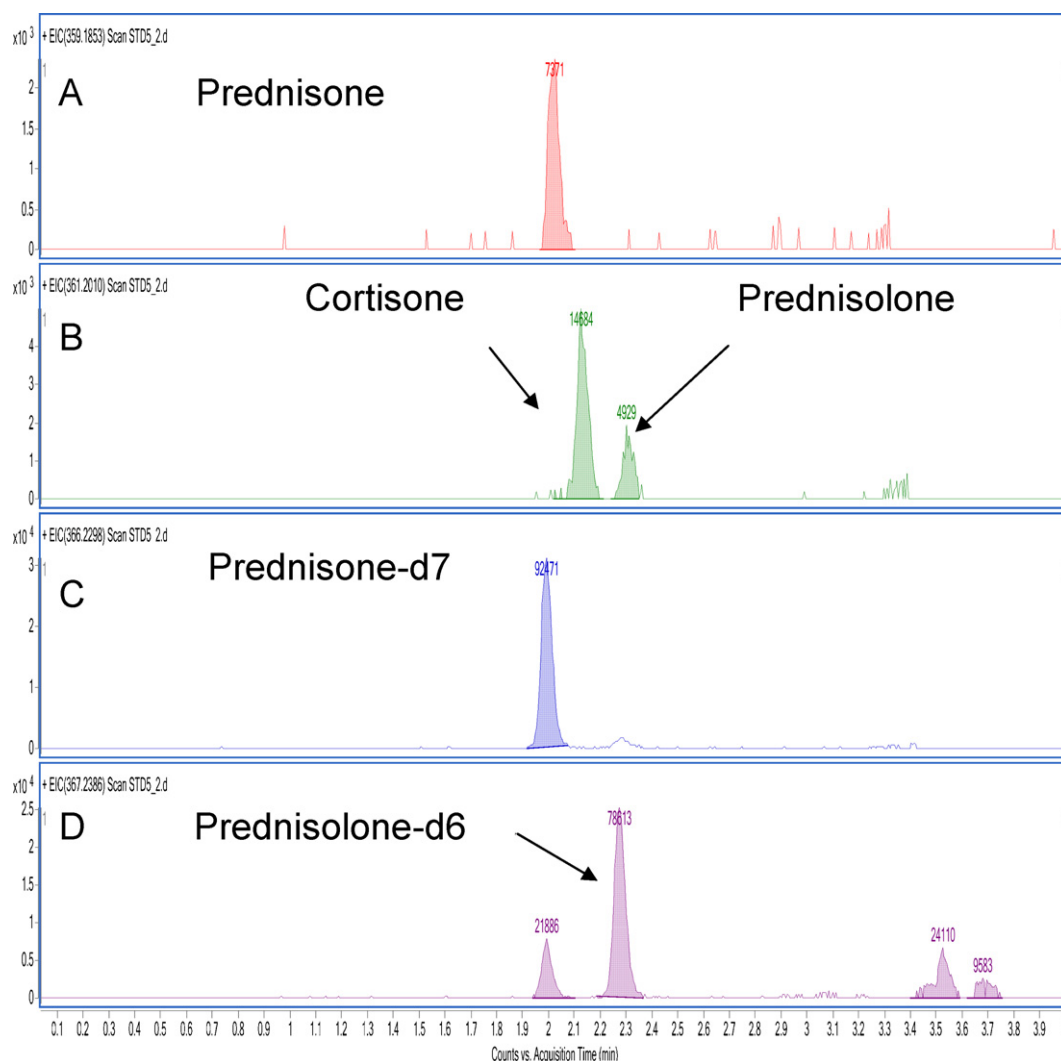 x10 3 + EIC(359.1853) Scan STD5_2.d
1
A
Prednisone
7371
2
1.5
1
0.5
0
x10 3 + EIC(361.2010) Scan STD5_2.d
1
B
Cortisone
Prednisolone
14684
4929
4
3
2
1
0
x10 4 + EIC(366.2298) Scan STD5_2.d
1
C
Prednisone-d7
92471
3
2
1
0
x10 4 + EIC(367.2386) Scan STD5_2.d
1
D
Prednisolone-d6
78613
21886
24110
9583
2.5
2
1.5
1
0.5
0
0.1 0.2 0.3 0.4 0.5 0.6 0.7 0.8 0.9 1 1.1 1.2 1.3 1.4 1.5 1.6 1.7 1.8 1.9 2 2.1 2.2 2.3 2.4 2.5 2.6 2.7 2.8 2.9 3 3.1 3.2 3.3 3.4 3.5 3.6 3.7 3.8 3.9
Counts vs. Acquisition Time (min)